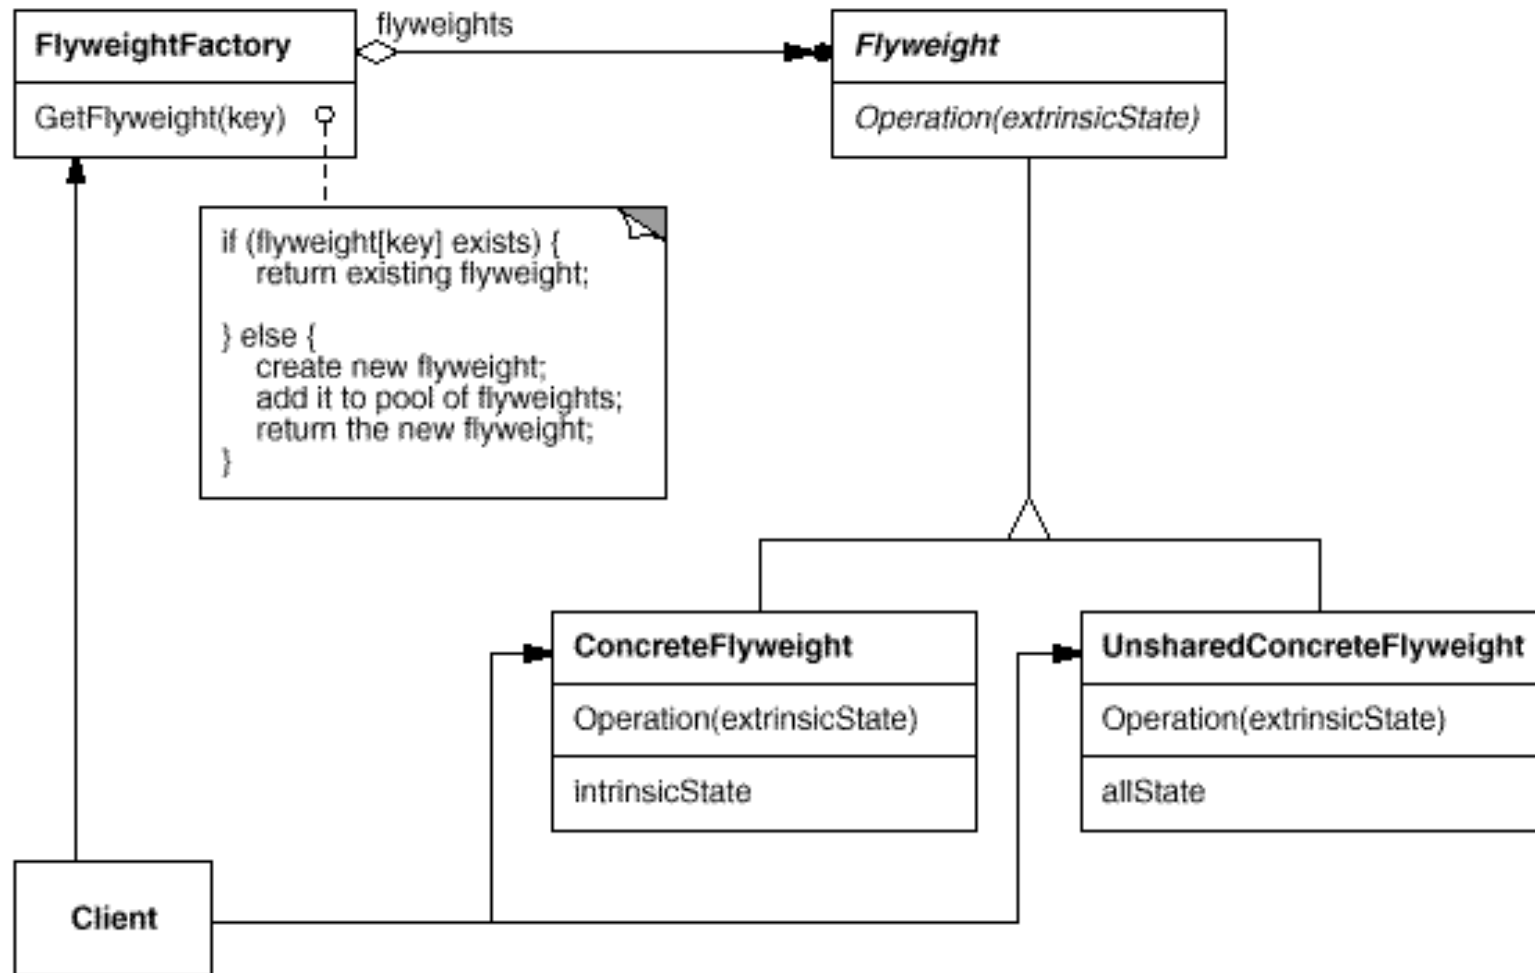 flyweights
FlyweightFactory
GetFlyweight(key)
Flyweight
Operation(extrinsicState)
if (flyweight[key] exists) {
return existing flyweight;
} else {
create new flyweight;
add it to pool of flyweights;
return the new flyweight;
}
ConcreteFlyweight
Operation(extrinsicState)
intrinsicState
UnsharedConcreteFlyweight
Operation(extrinsicState)
allState
Client